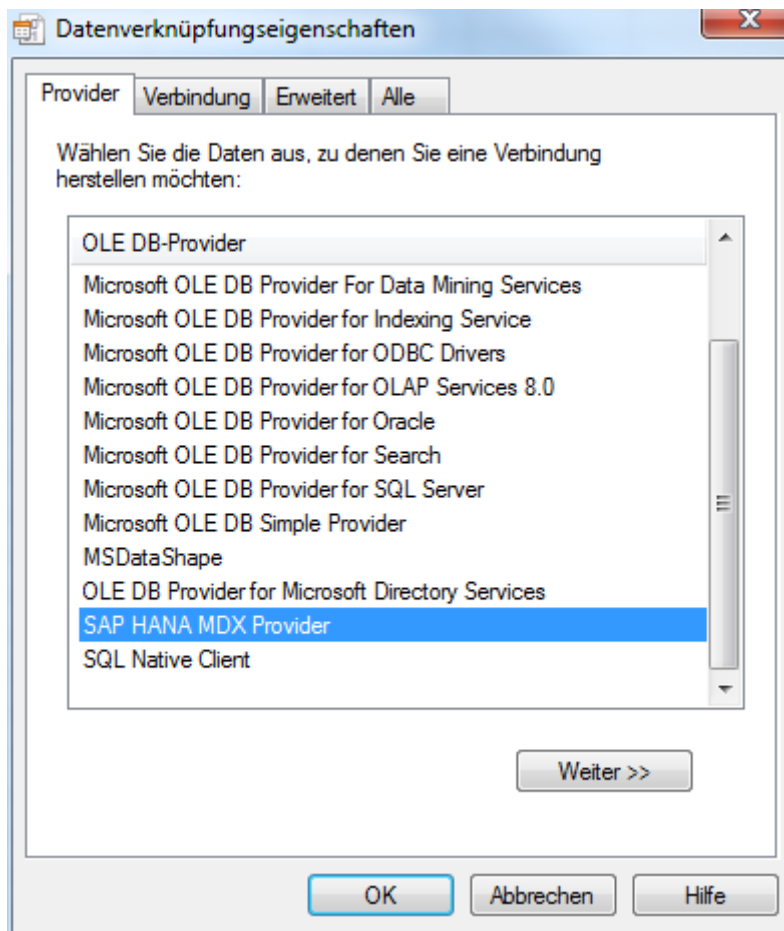 Datenverknüpfungseigenschaften
Provider Verbindung Erweitert Alle
Wählen Sie die Daten aus, zu denen Sie eine Verbindung
herstellen möchten:
OLE DB-Provider
Microsoft OLE DB Provider For Data Mining Services
Microsoft OLE DB Provider for Indexing Service
Microsoft OLE DB Provider for ODBC Drivers
Microsoft OLE DB Provider for OLAP Services 8.0
Microsoft OLE DB Provider for Oracle
Microsoft OLE DB Provider for Search
Microsoft OLE DB Provider for SQL Server
Microsoft OLE DB Simple Provider
MSDataShape
OLE DB Provider for Microsoft Directory Services
SAP HANA MDX Provider
SQL Native Client
Weiter >>
OK Abbrechen Hilfe